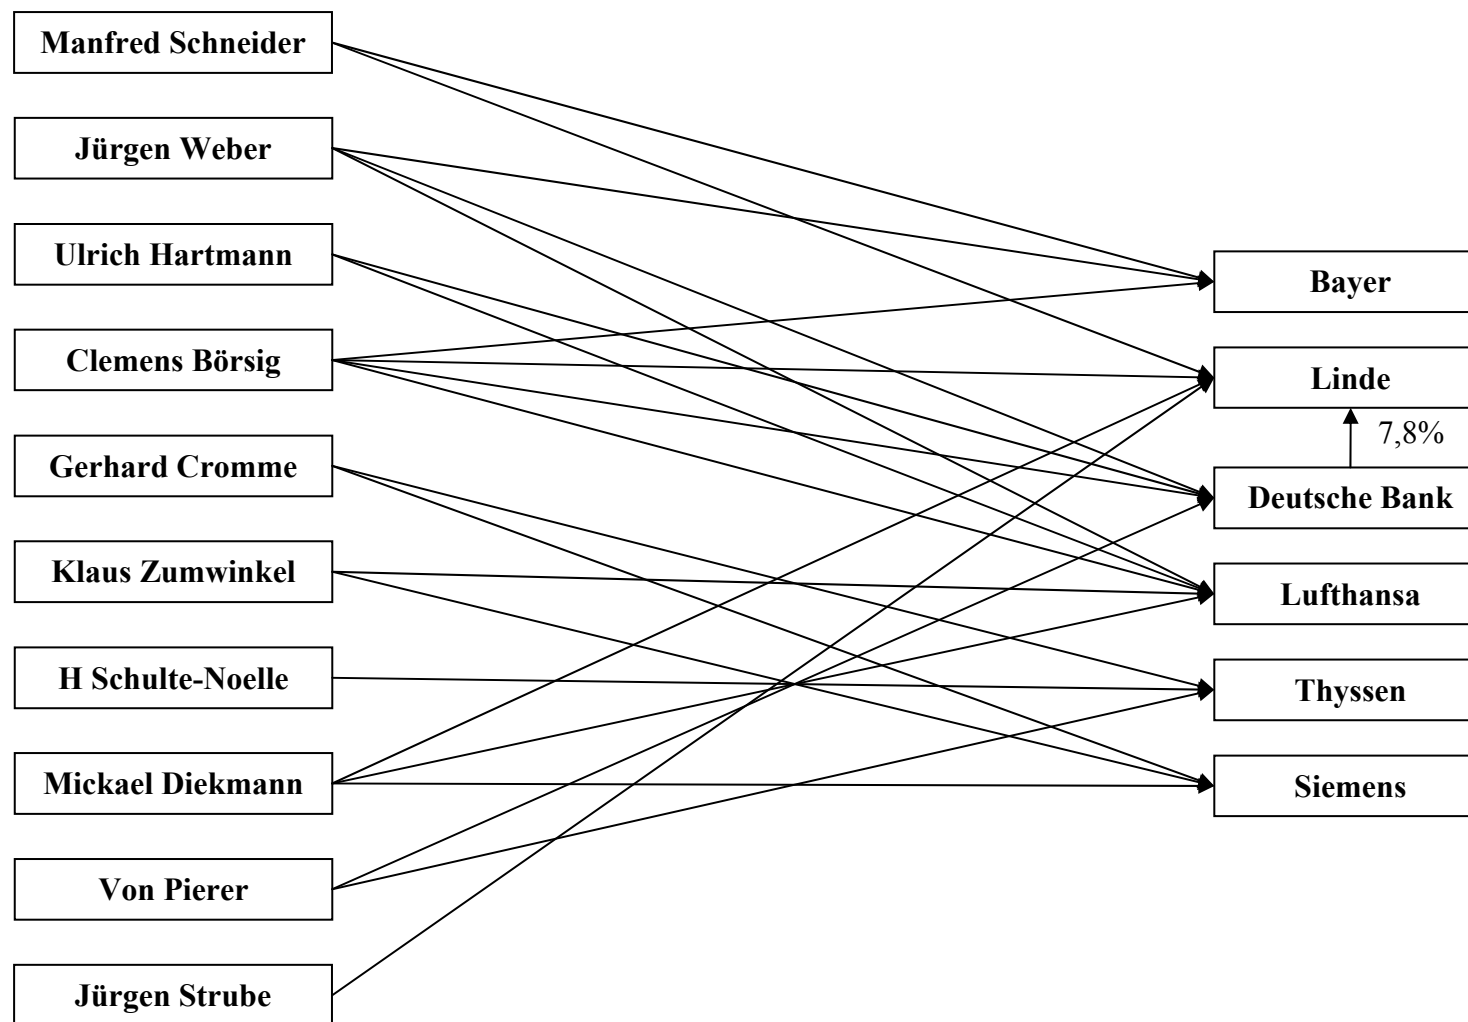 Manfred Schneider
Jürgen Weber
Ulrich Hartmann
Clemens Börsig
Gerhard Cromme
Klaus Zumwinkel
H Schulte-Noelle
Mickael Diekmann
Von Pierer
Jürgen Strube
Bayer
Linde
7,8%
Deutsche Bank
Lufthansa
Thyssen
Siemens